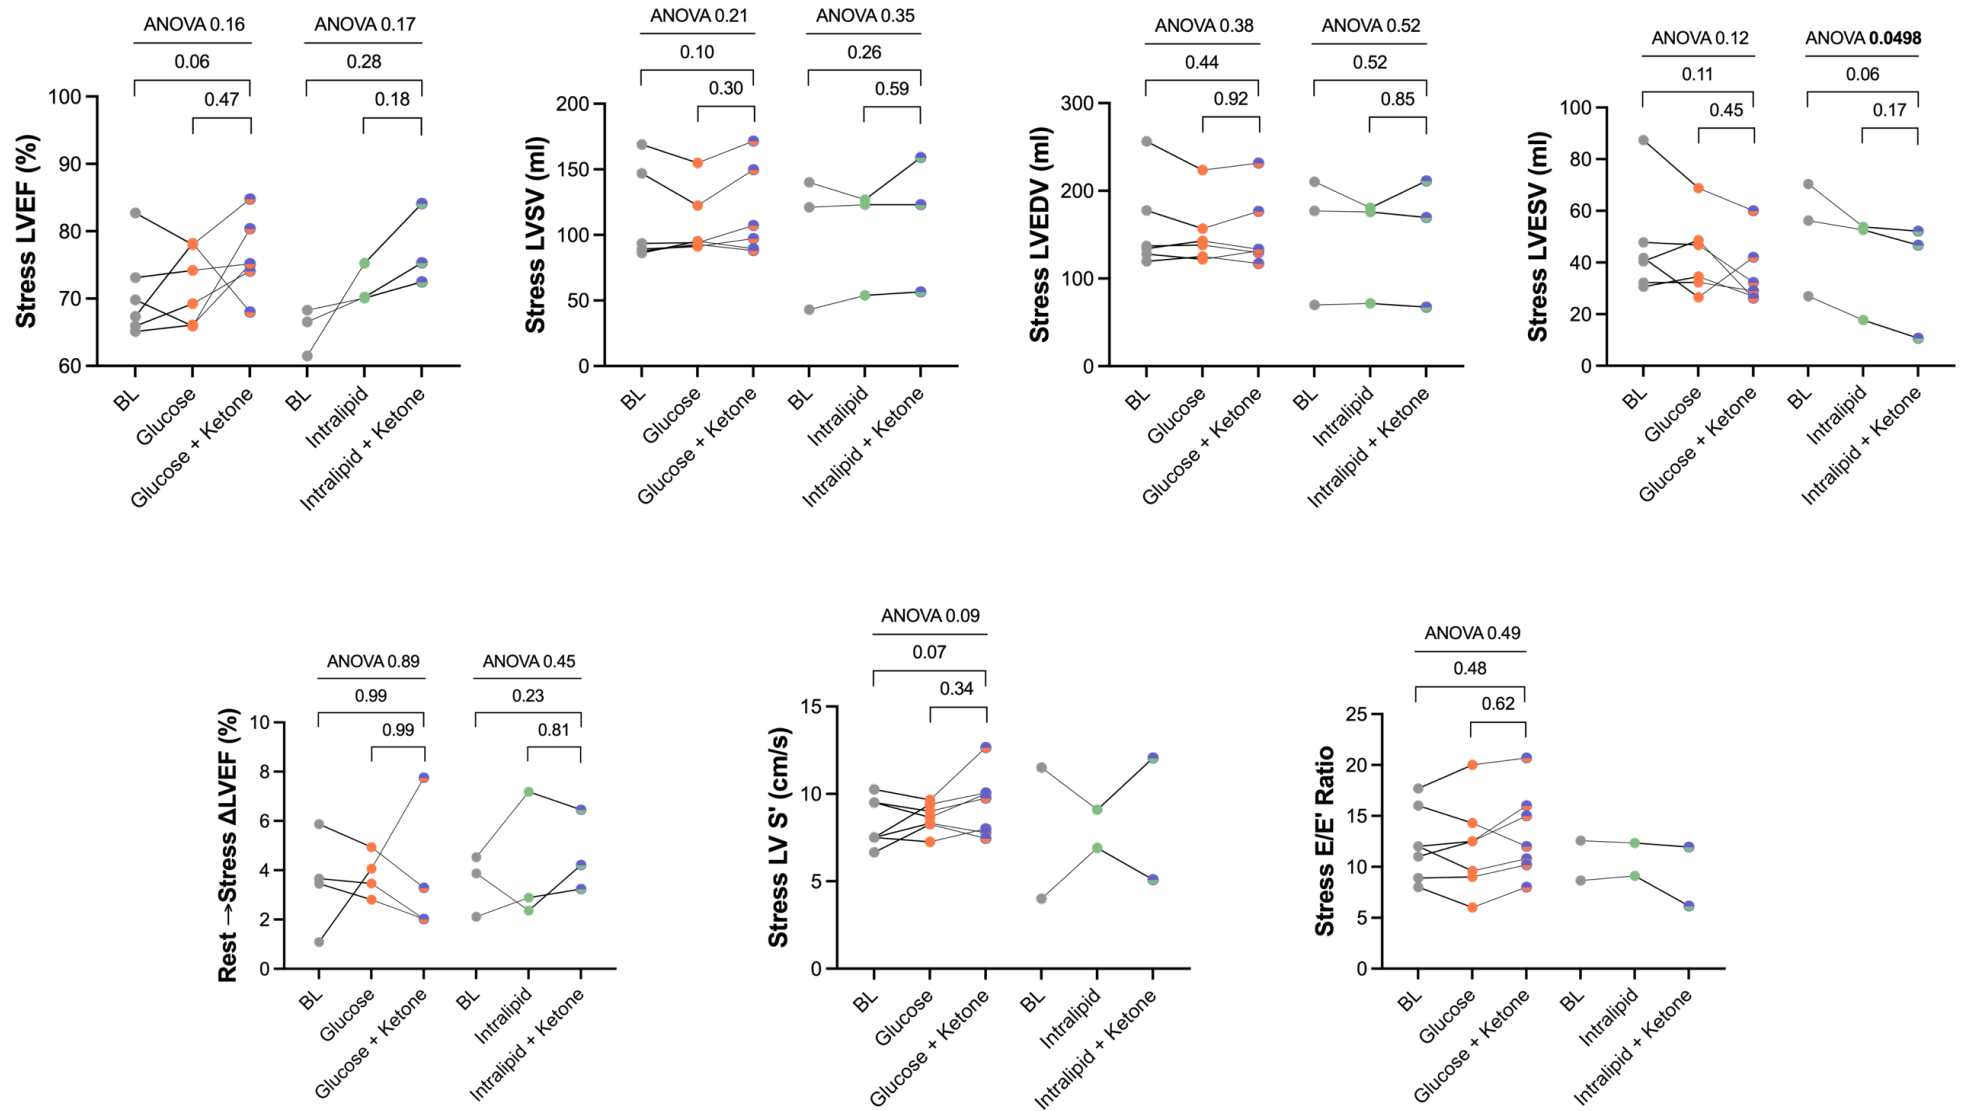 ANOVA 0.16
0.06
0.47
ANOVA 0.17
0.28
0.18
Stress LVEF (%)
100
90
80
70
60
BL
Glucose
Glucose + Ketone
BL
Intralipid
Intralipid + Ketone
ANOVA 0.21
0.10
0.30
ANOVA 0.35
0.26
0.59
Stress LVSV (ml)
200
150
100
50
0
BL
Glucose
Glucose + Ketone
BL
Intralipid
Intralipid + Ketone
ANOVA 0.38
0.44
0.92
ANOVA 0.52
0.52
0.85
Stress LVEDV (ml)
300
200
100
0
BL
Glucose
Glucose + Ketone
BL
Intralipid
Intralipid + Ketone
ANOVA 0.12
0.11
0.45
ANOVA 0.0498
0.06
0.17
Stress LVESV (ml)
100
80
60
40
20
0
BL
Glucose
Glucose + Ketone
BL
Intralipid
Intralipid + Ketone
ANOVA 0.89
0.99
0.99
ANOVA 0.45
0.23
0.81
Rest →Stress ΔLVEF (%)
10
8
6
4
2
0
BL
Glucose
Glucose + Ketone
BL
Intralipid
Intralipid + Ketone
ANOVA 0.09
0.07
0.34
Stress LV S' (cm/s)
15
10
5
0
BL
Glucose
Glucose + Ketone
BL
Intralipid
Intralipid + Ketone
ANOVA 0.49
0.48
0.62
Stress E/E' Ratio
25
20
15
10
5
0
BL
Glucose
Glucose + Ketone
BL
Intralipid
Intralipid + Ketone